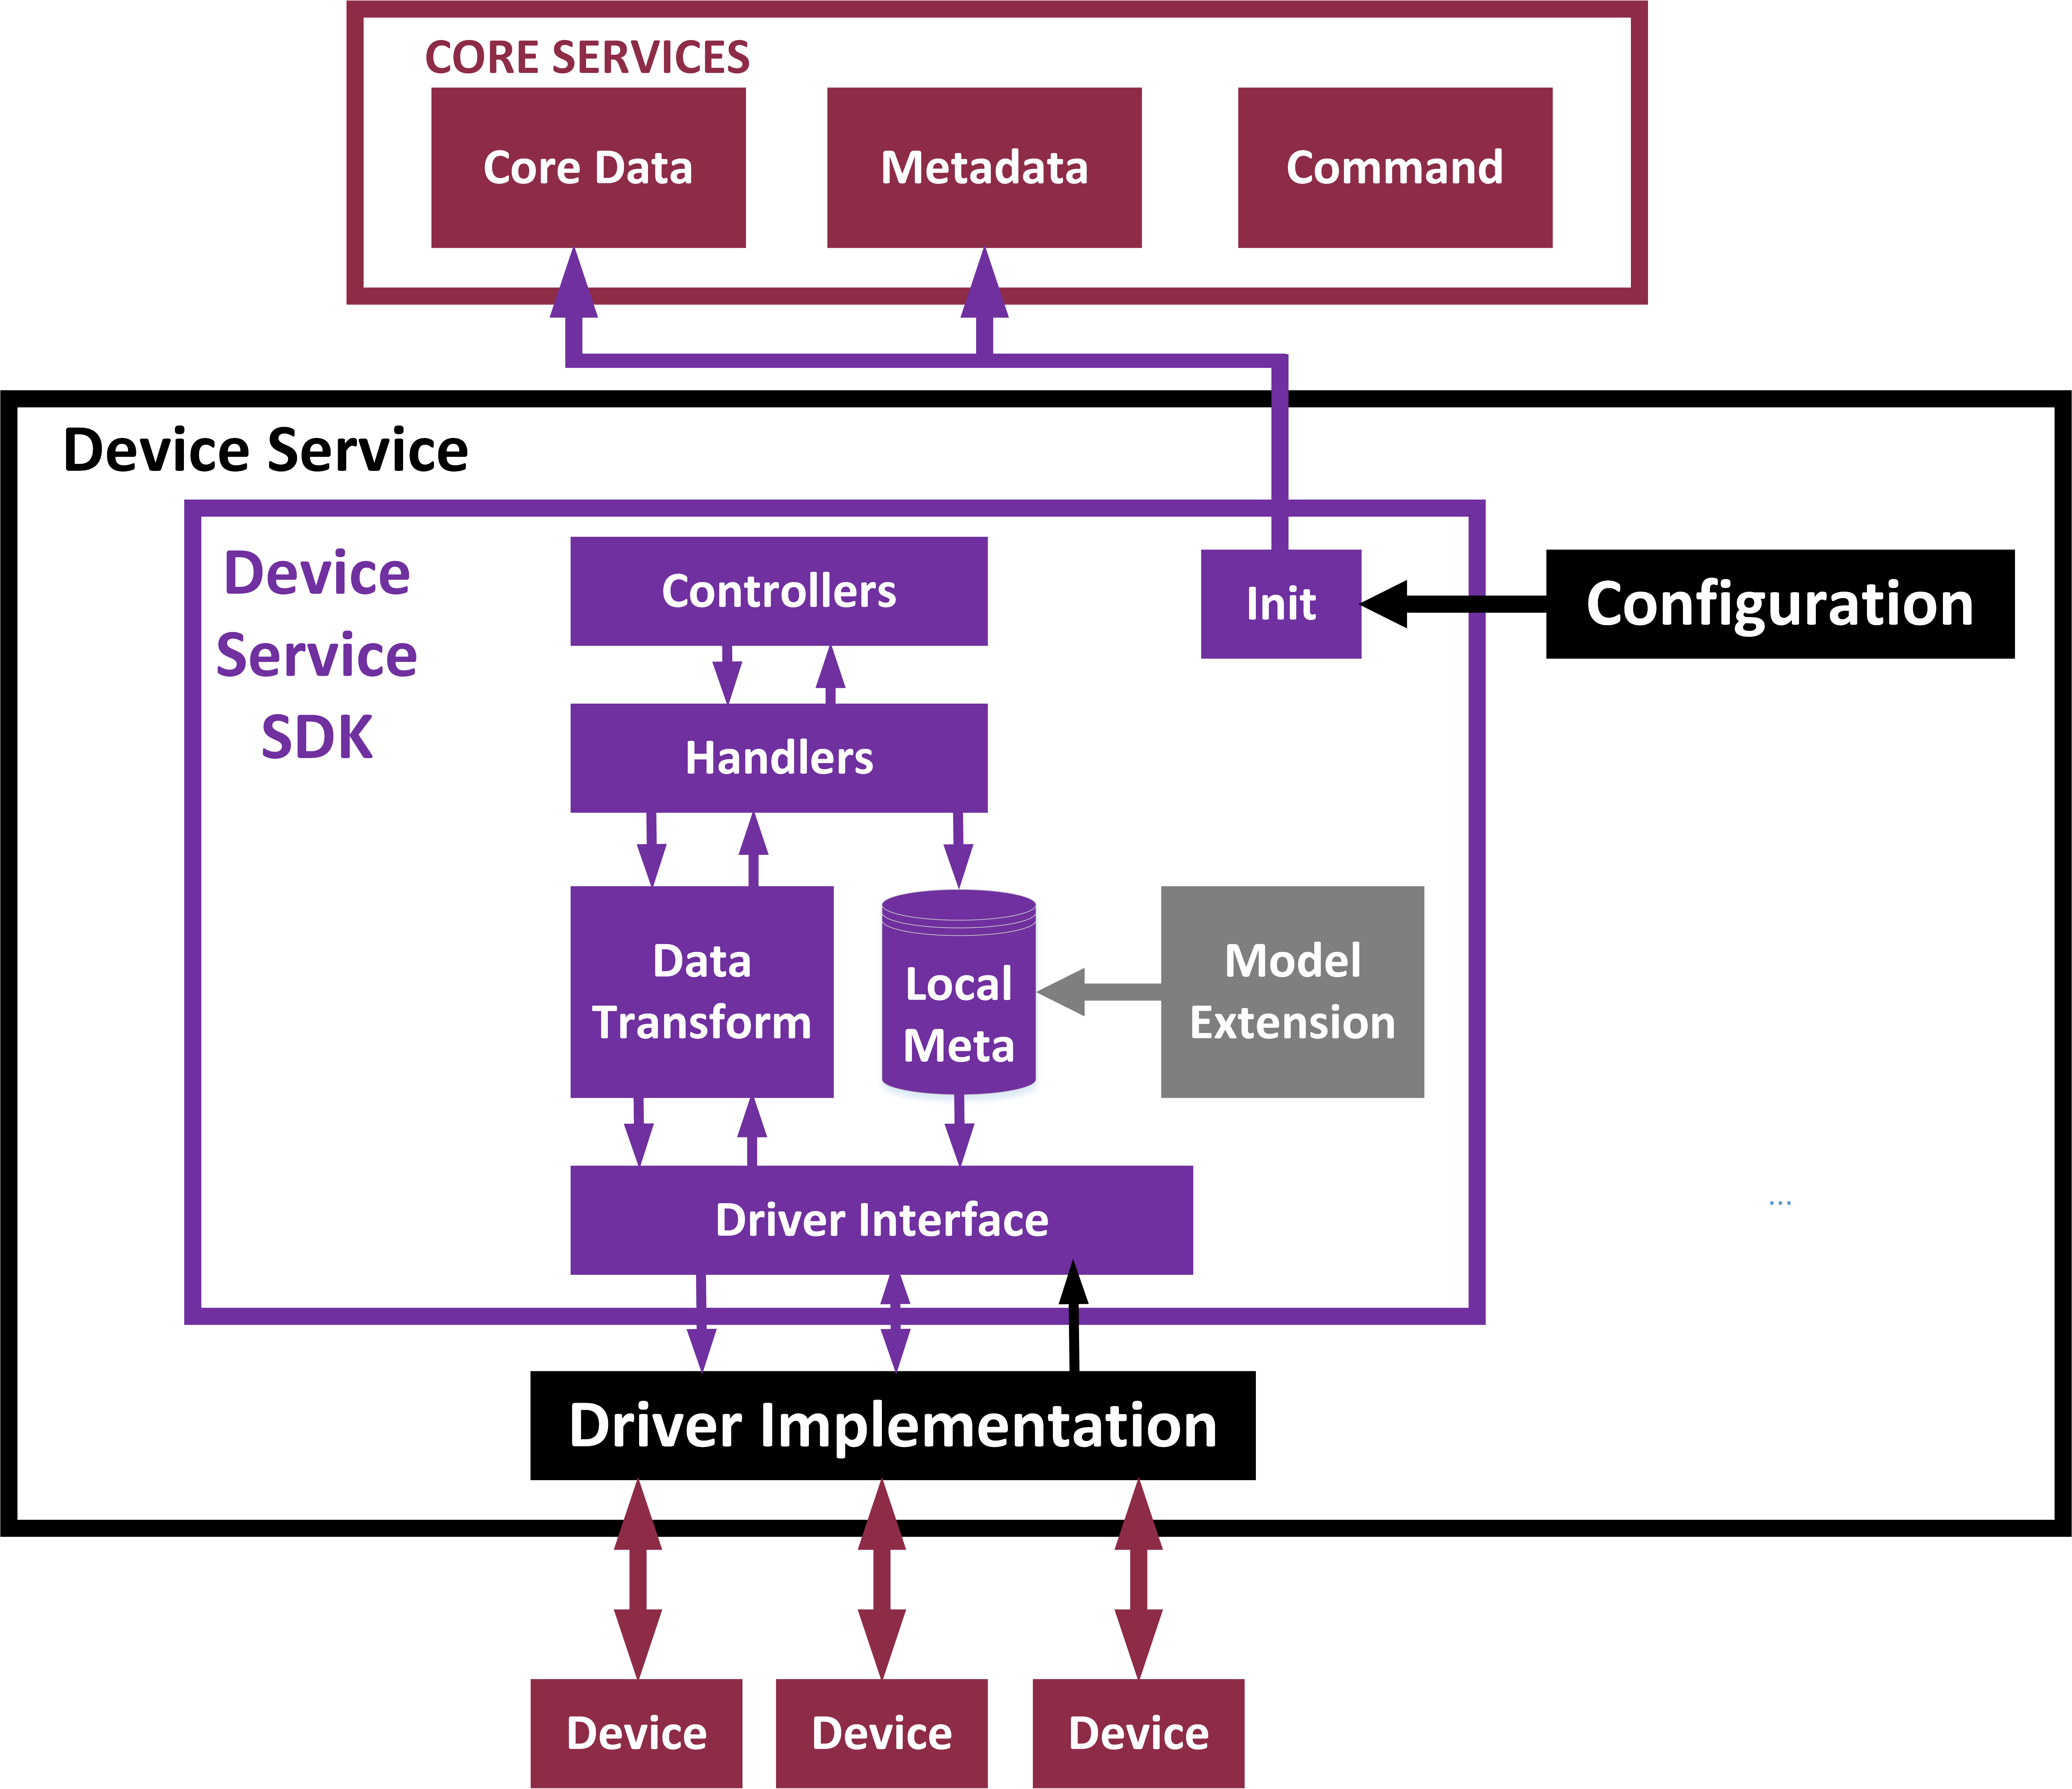 CORE SERVICES
Core Data
Metadata
Command
Device Service
Device
Service
SDK
Controllers
Init
Configuration
Handlers
Data
Transform
Local
Meta
Model
Extension
Driver Interface
...
Driver Implementation
Device
Device
Device